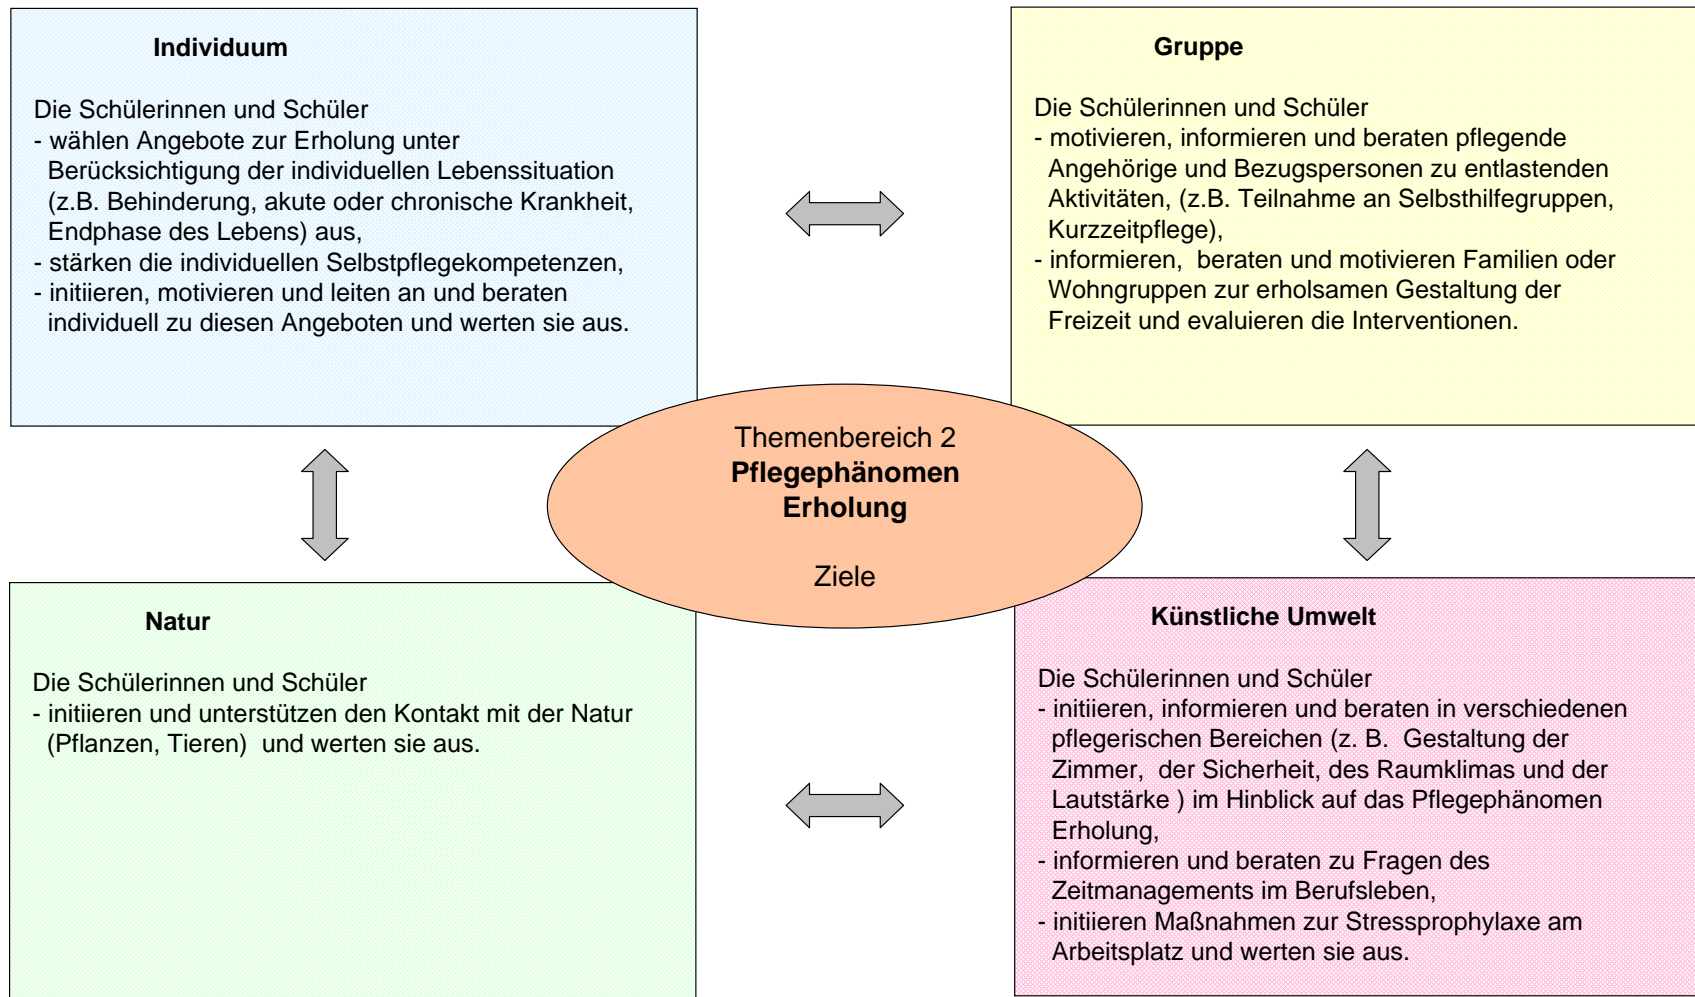 Individuum
Die Schülerinnen und Schüler
- wählen Angebote zur Erholung unter
Berücksichtigung der individuellen Lebenssituation
(z.B. Behinderung, akute oder chronische Krankheit,
Endphase des Lebens) aus,
- stärken die individuellen Selbstpflegekompetenzen,
- initiieren, motivieren und leiten an und beraten
individuell zu diesen Angeboten und werten sie aus.
Gruppe
Die Schülerinnen und Schüler
- motivieren, informieren und beraten pflegende
Angehörige und Bezugspersonen zu entlastenden
Aktivitäten, (z.B. Teilnahme an Selbsthilfegruppen,
Kurzzeitpflege),
- informieren, beraten und motivieren Familien oder
Wohngruppen zur erholsamen Gestaltung der
Freizeit und evaluieren die Interventionen.
Themenbereich 2
Pflegephänomen
Erholung
Ziele
Natur
Die Schülerinnen und Schüler
- initiieren und unterstützen den Kontakt mit der Natur
(Pflanzen, Tieren) und werten sie aus.
Künstliche Umwelt
Die Schülerinnen und Schüler
- initiieren, informieren und beraten in verschiedenen
pflegerischen Bereichen (z. B. Gestaltung der
Zimmer, der Sicherheit, des Raumklimas und der
Lautstärke ) im Hinblick auf das Pflegephänomen
Erholung,
- informieren und beraten zu Fragen des
Zeitmanagements im Berufsleben,
- initiieren Maßnahmen zur Stressprophylaxe am
Arbeitsplatz und werten sie aus.